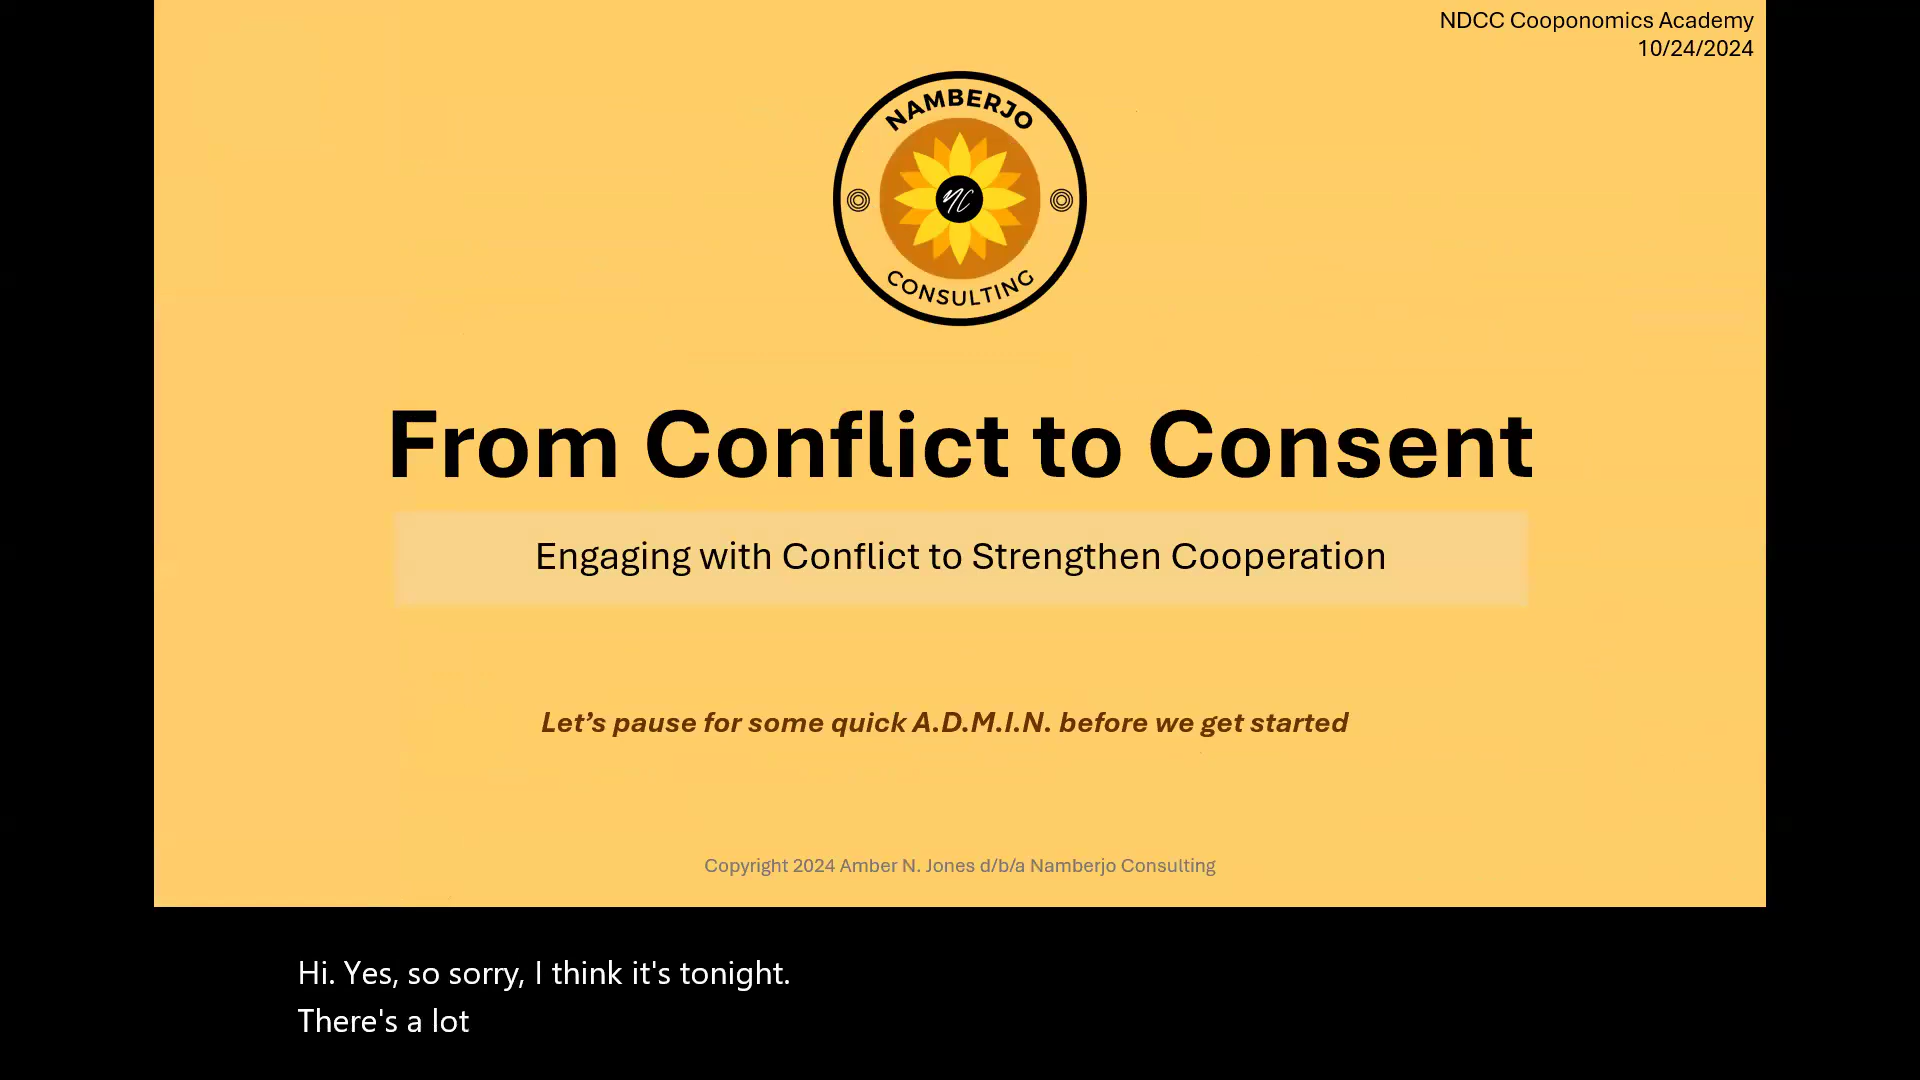 NDCC Cooponomics Academy
10/24/2024
NAMBERJO
NC
CONSULTING
From Conflict to Consent
Engaging with Conflict to Strengthen Cooperation
Let’s pause for some quick A.D.M.I.N. before we get started
Copyright 2024 Amber N. Jones d/b/a Namberjo Consulting
Hi. Yes, so sorry, I think it's tonight.
There's a lot